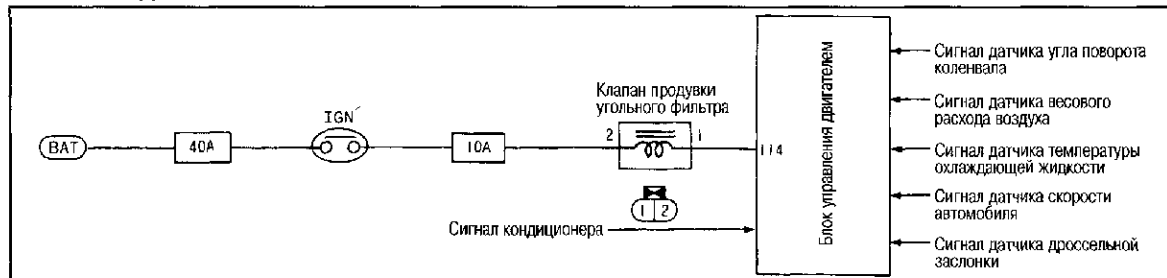 Сигнал датчика угла поворота
коленвала
Клапан продувки
угольного фильтра
IGN
Сигнал датчика весового
расхода воздуха
2
1
BAT
40A
10A
114
Блок управления двигателем
Сигнал датчика температуры
охлаждающей жидкости
1 2
Сигнал датчика скорости
автомобиля
Сигнал кондиционера
Сигнал датчика дроссельной
заслонки